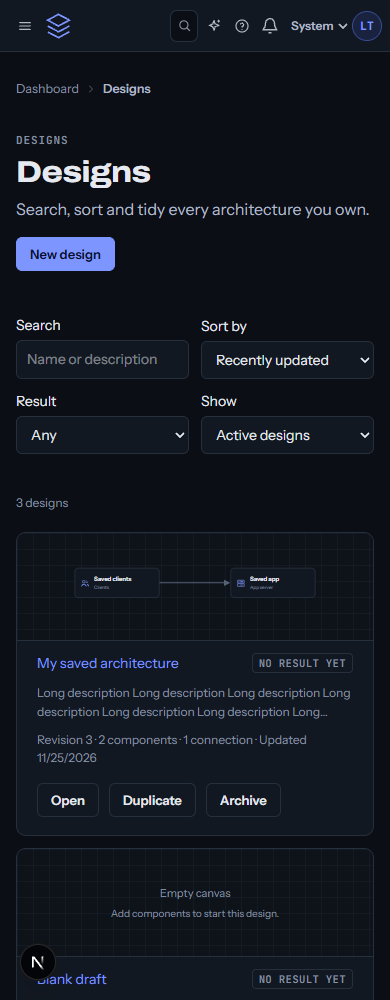 System
LT
Dashboard > Designs
DESIGNS
Designs
Search, sort and tidy every architecture you own.
New design
Search
Sort by
Name or description
Recently updated
Result
Show
Any
Active designs
3 designs
Saved clients
Clients
Saved app
App server
My saved architecture
NO RESULT YET
Long description Long description Long description Long
description Long description Long description Long...
Revision 3 · 2 components · 1 connection · Updated
11/25/2026
Open
Duplicate
Archive
Empty canvas
Add components to start this design.
N
Blank draft
NO RESULT YET